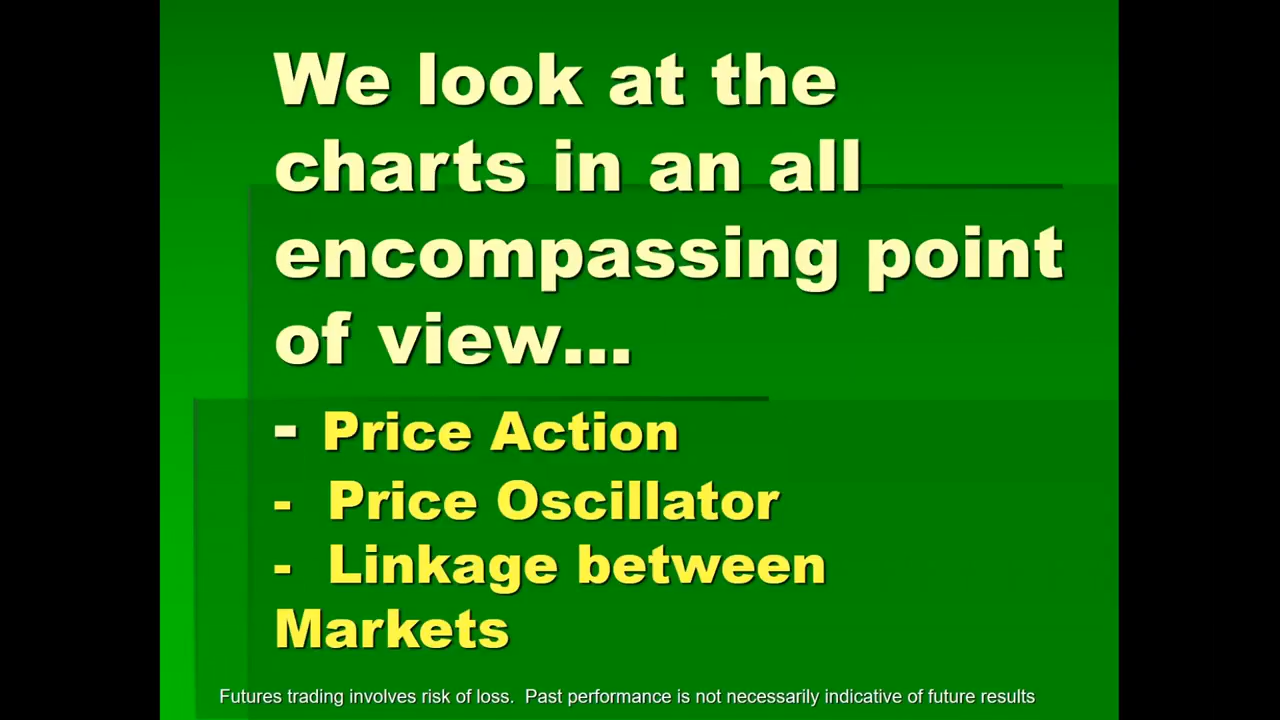 We look at the
charts in an all
encompassing point
of view...
- Price Action
- Price Oscillator
- Linkage between
Markets
Futures trading involves risk of loss.  Past performance is not necessarily indicative of future results